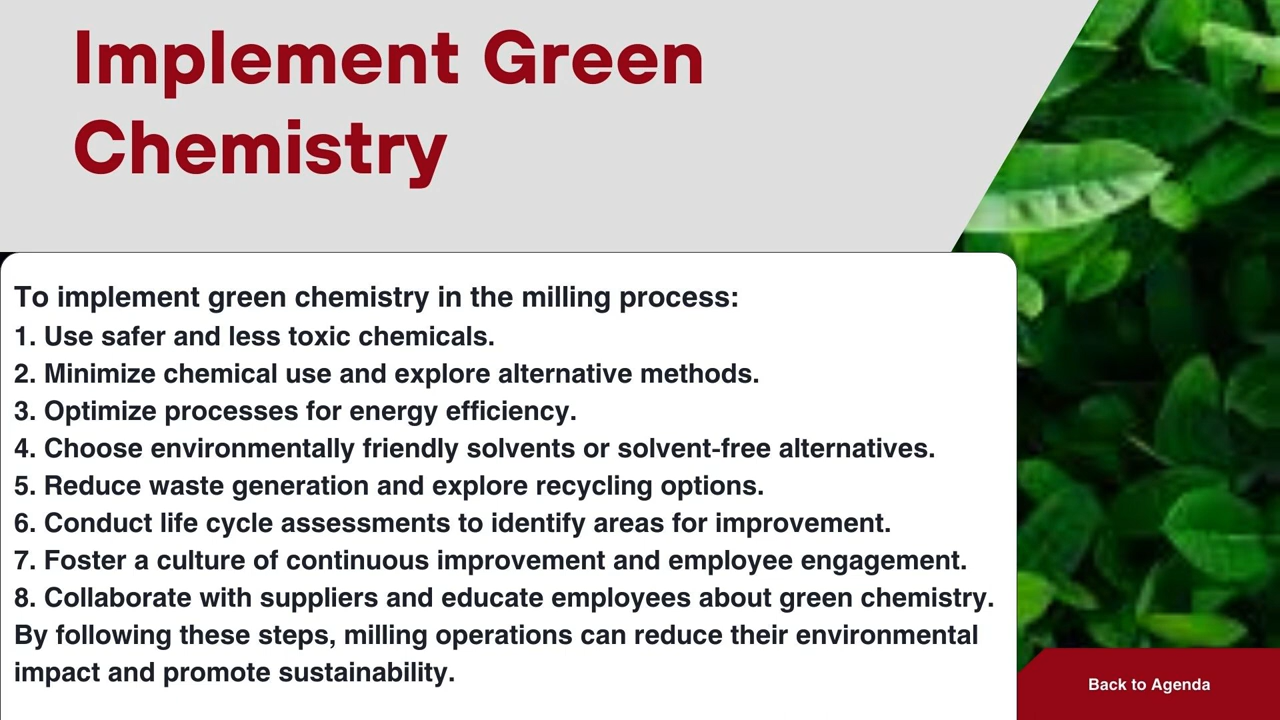 Implement Green
Chemistry
To implement green chemistry in the milling process:
1. Use safer and less toxic chemicals.
2. Minimize chemical use and explore alternative methods.
3. Optimize processes for energy efficiency.
4. Choose environmentally friendly solvents or solvent-free alternatives.
5. Reduce waste generation and explore recycling options.
6. Conduct life cycle assessments to identify areas for improvement.
7. Foster a culture of continuous improvement and employee engagement.
8. Collaborate with suppliers and educate employees about green chemistry.
By following these steps, milling operations can reduce their environmental
impact and promote sustainability.
Back to Agenda